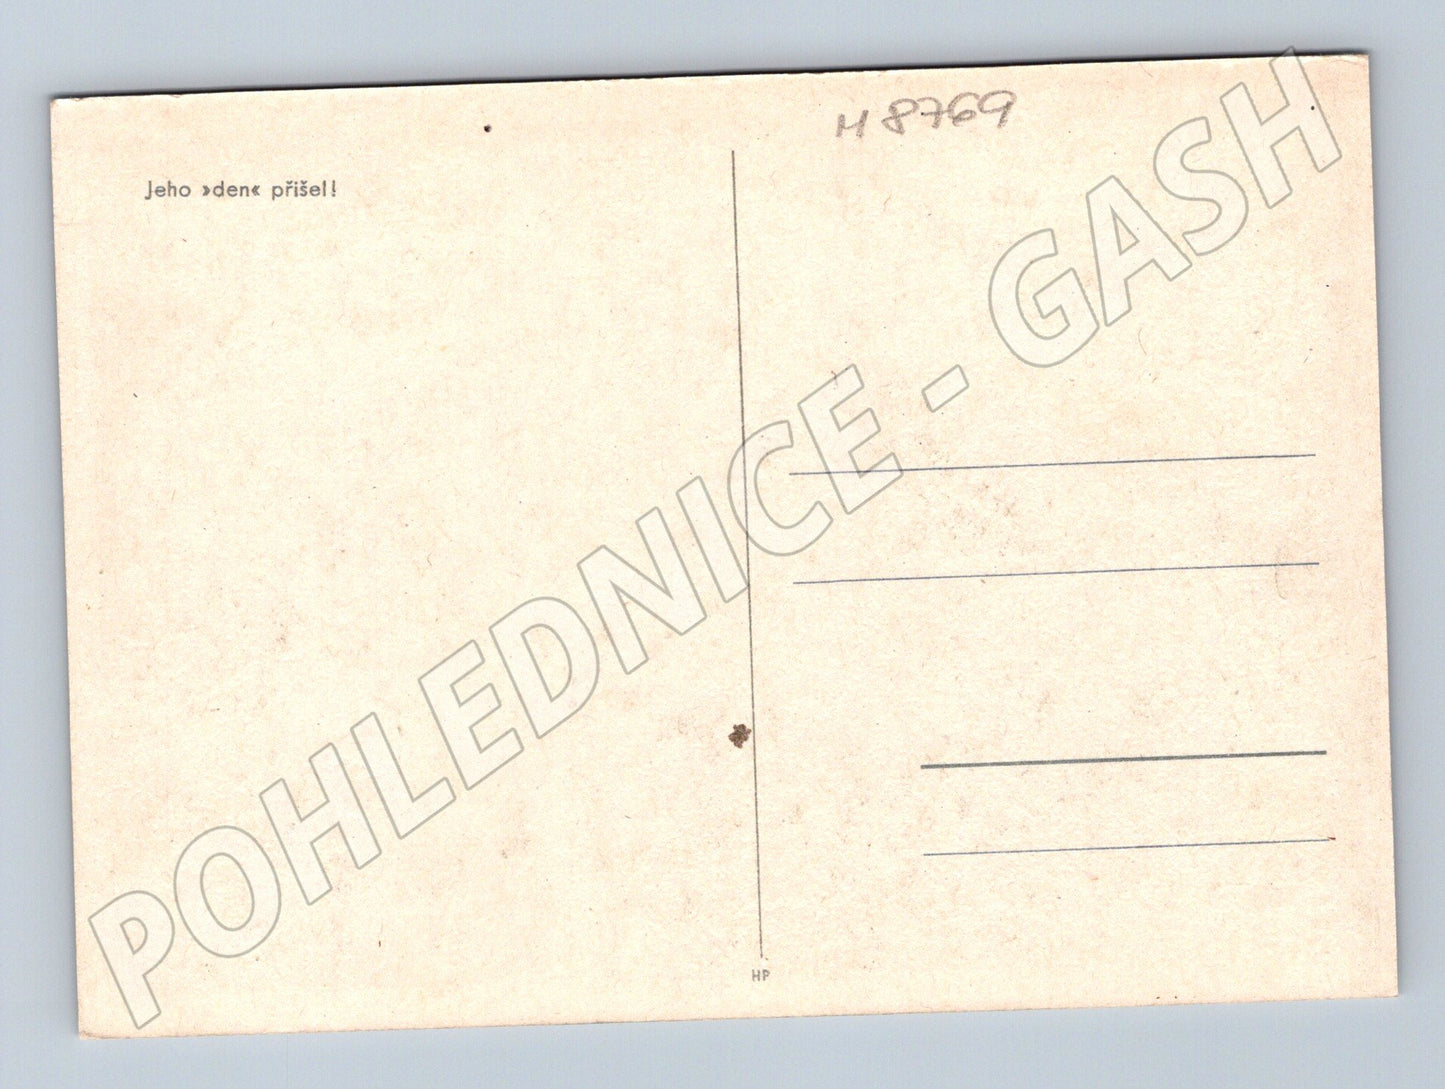 H 8769
Jeho »den« přišel!
POHLEDNICE - GASH
HP